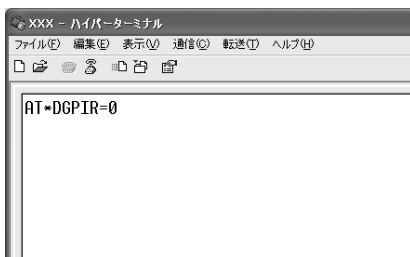 XXX - ハイパーターミナル
ファイル(F) 編集(E) 表示(V) 通信(C) 転送(T) ヘルプ(H)
AT*DGPIR=0